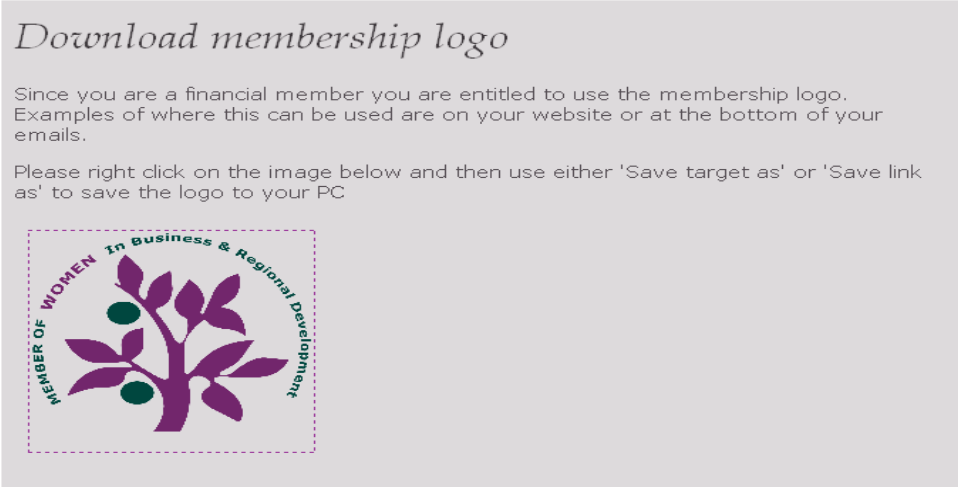 Download membership logo
Since you are a financial member you are entitled to use the membership logo.
Examples of where this can be used are on your website or at the bottom of your
emails.
Please right click on the image below and then use either 'Save target as' or 'Save link
as' to save the logo to your PC
MEMBER OF WOMEN In Business & Regional Development